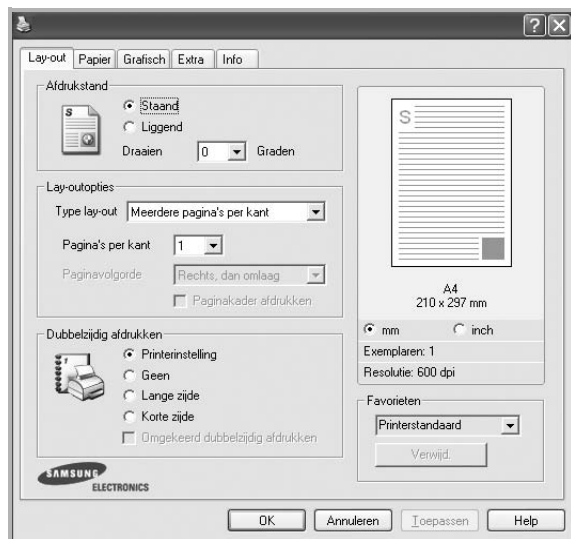 Lay-out Papier Grafisch Extra Info
Afdrukstand
S
Staand
Liggend
Draaien 0 Graden
Lay-outopties
Type lay-out Meerdere pagina's per kant
Pagina's per kant 1
Paginavolgorde Rechts, dan omlaag
Paginakader afdrukken
Dubbelzijdig afdrukken
Printerinstelling
Geen
Lange zijde
Korte zijde
Omgekeerd dubbelzijdig afdrukken
SAMSUNG
ELECTRONICS
S
A4
210 x 297 mm
mm inch
Exemplaren: 1
Resolutie: 600 dpi
Favorieten
Printerstandaard
Verwijd.
OK Annuleren Toepassen Help